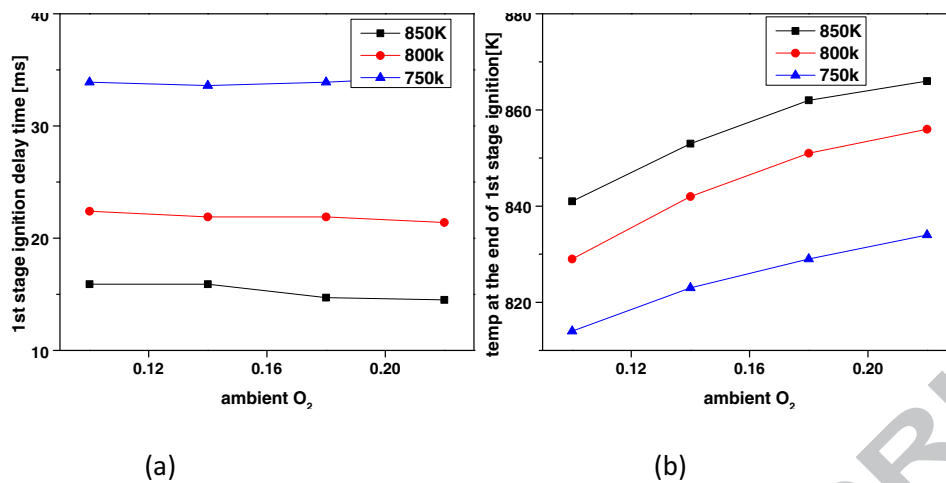 40
30
20
10
1st stage ignition delay time [ms]
850K
800k
750k
0.12 0.16 0.20
ambient O₂
(a)
880
860
840
820
temp at the end of 1st stage ignition[K]
850K
800k
750k
0.12 0.16 0.20
ambient O₂
(b)